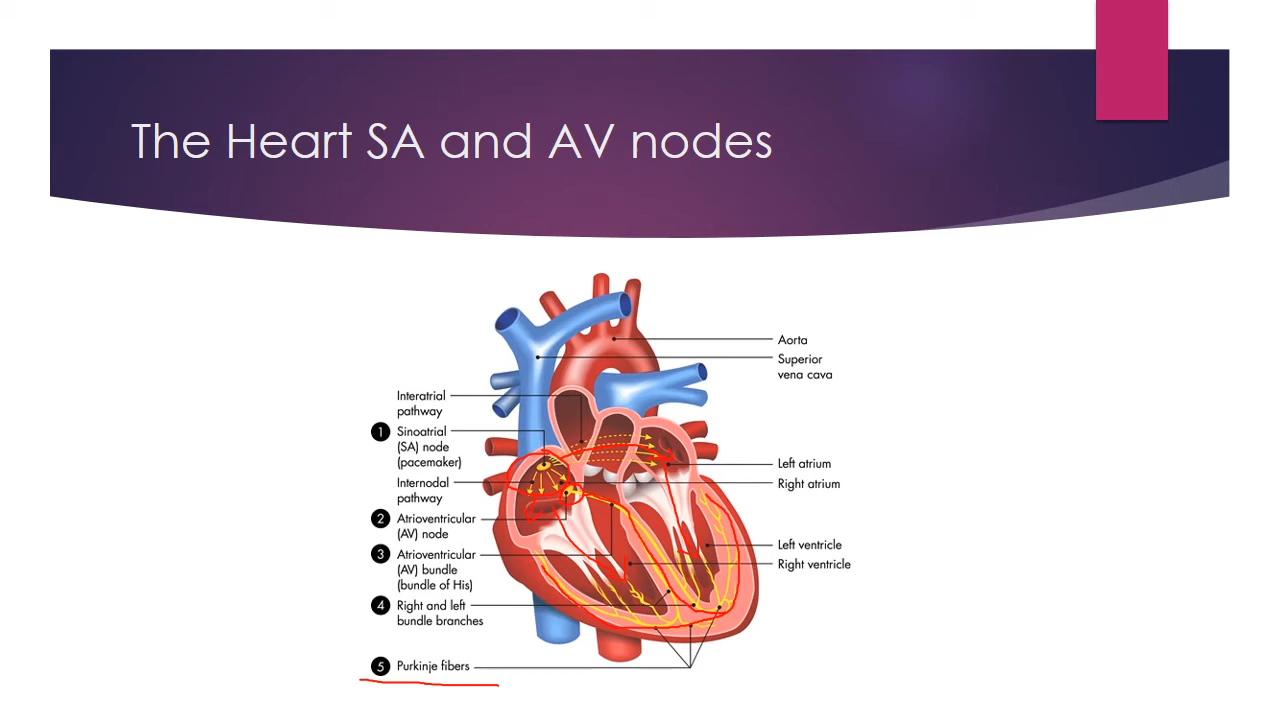 The Heart SA and AV nodes
Aorta
Superior
vena cava
Interatrial
pathway
1 Sinoatrial
(SA) node
(pacemaker)
Internodal
pathway
2 Atrioventricular
(AV) node
3 Atrioventricular
(AV) bundle
(bundle of His)
4 Right and left
bundle branches
5 Purkinje fibers
Left atrium
Right atrium
Left ventricle
Right ventricle